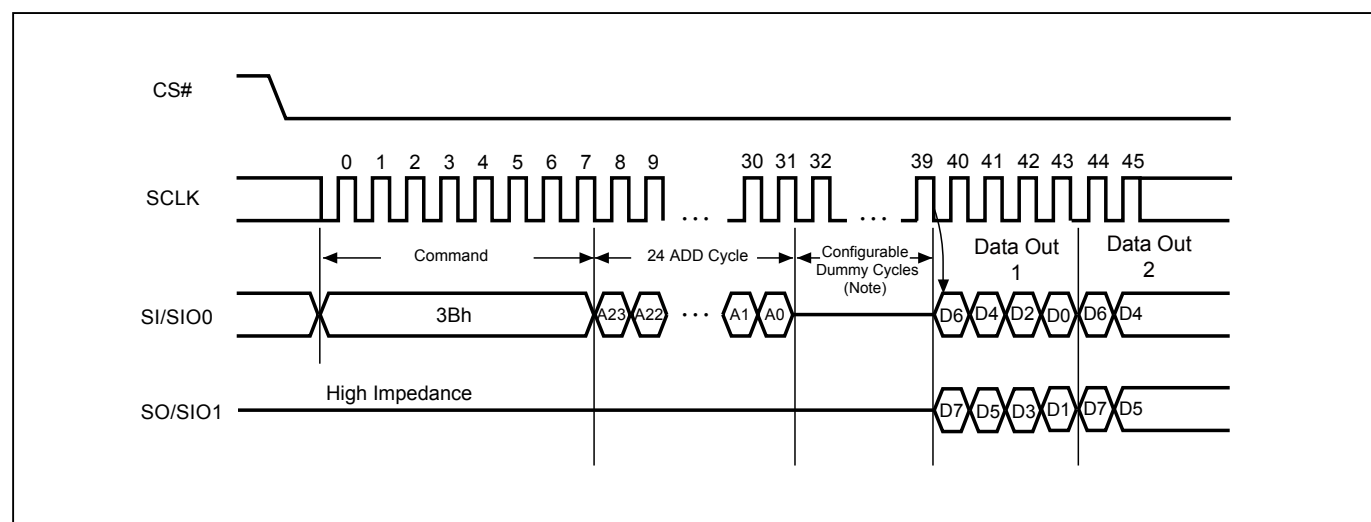 CS#
0 1 2 3 4 5 6 7 8 9 30 31 32 39 40 41 42 43 44 45
SCLK
... ...
Command
24 ADD Cycle
Configurable
Dummy Cycles
(Note)
Data Out
1
Data Out
2
SI/SIO0
3Bh
A23 A22 ... A1 A0
D6 D4 D2 D0 D6 D4
High Impedance
SO/SIO1
D7 D5 D3 D1 D7 D5